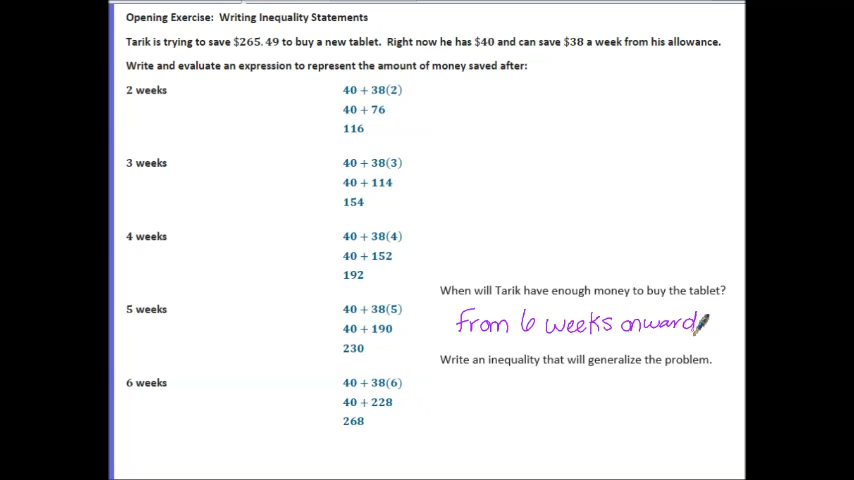 Opening Exercise: Writing Inequality Statements
Tarik is trying to save $265.49 to buy a new tablet. Right now he has $40 and can save $38 a week from his allowance.
Write and evaluate an expression to represent the amount of money saved after:
2 weeks
40 + 38(2)
40 + 76
116
3 weeks
40 + 38(3)
40 + 114
154
4 weeks
40 + 38(4)
40 + 152
192
5 weeks
40 + 38(5)
40 + 190
230
6 weeks
40 + 38(6)
40 + 228
268
When will Tarik have enough money to buy the tablet?
From 6 weeks onward
Write an inequality that will generalize the problem.